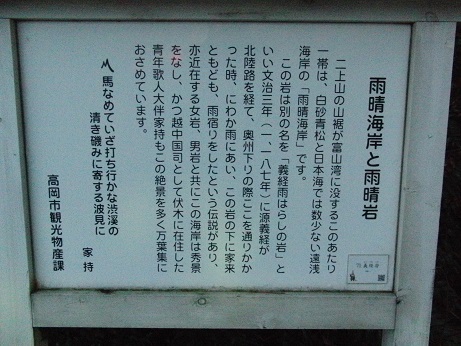 雨晴海岸と雨晴岩
二上山の山裾が富山湾に没するこのあたり
一帯は、白砂青松と日本海では数少ない遠浅
海岸の「雨晴海岸」です。
この岩は別の名を「義経雨はらしの岩」と
いい文治三年（一、一八七年）に源義経が
北陸路を経て、奥州下りの際ここを通りかか
った時、にわか雨にあい、この岩の下に家来
ともども、雨宿りをしたという伝説があり、
亦近在する女岩、男岩と共にこの海岸は秀景
をなし、かつ越中国司として伏木に在住した
青年歌人大伴家持もこの絶景を多く万葉集に
おさめています。
馬なめていざ打ち行かな渋渓の
清き磯みに寄する波見に
家持
高岡市観光物産課